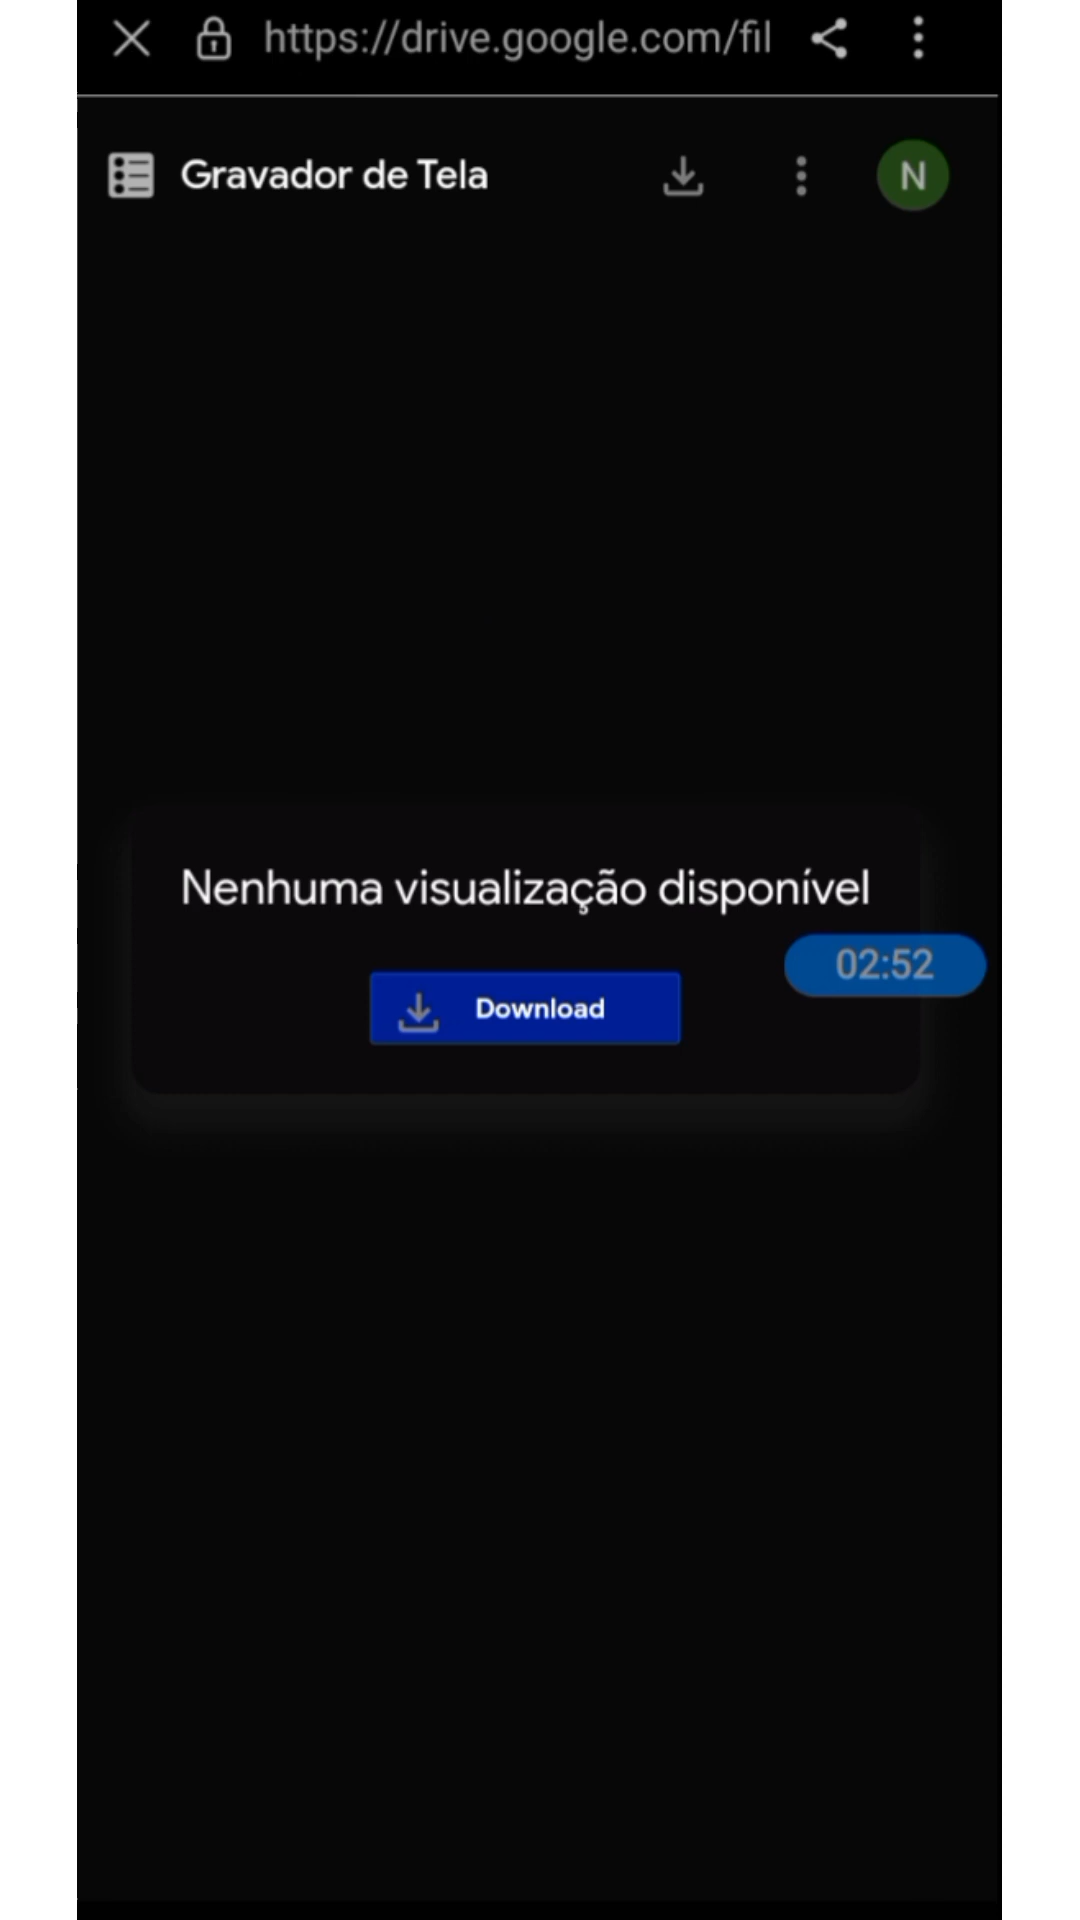 https://drive.google.com/fil
Gravador de Tela
N
Nenhuma visualização disponível
02:52
Download